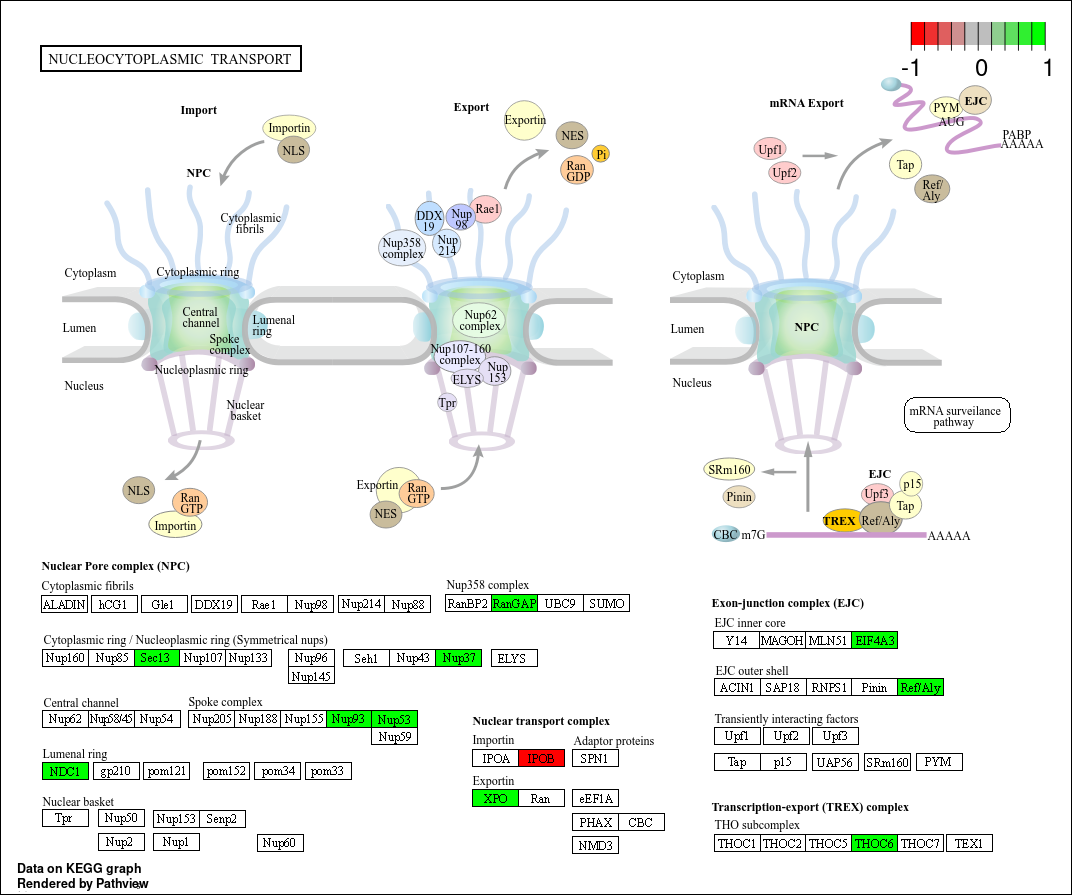 NUCLEOCYTOPLASMIC TRANSPORT
-1 0 1
Import
Importin
NLS
NPC
Cytoplasmic
fibrils
Cytoplasm
Cytoplasmic ring
Central
channel
Lumenal
ring
Lumen
Spoke
complex
Nucleoplasmic ring
Nucleus
Nuclear
basket
NLS
Ran
GTP
Importin
Export
Exportin
NES
Pi
Ran
GDP
DDX
19
Nup
98
Rae1
Nup358
complex
Nup
214
Nup62
complex
Nup107-160
complex
Nup
153
ELYS
Tpr
Exportin
Ran
GTP
NES
mRNA Export
PYM
EJC
AUG
PABP
AAAAA
Upf1
Upf2
Tap
Ref/
Aly
Cytoplasm
Lumen
NPC
Nucleus
mRNA surveilance
pathway
SRm160
Pinin
EJC
Upf3
p15
Tap
TREX
Ref/Aly
CBC
m7G
AAAAA
Nuclear Pore complex (NPC)
Cytoplasmic fibrils
ALADIN hCG1 Gle1 DDX19 Rae1 Nup98 Nup214 Nup88
Nup358 complex
RanBP2 RanGAP UBC9 SUMO
Cytoplasmic ring / Nucleoplasmic ring (Symmetrical nups)
Nup160 Nup85 Sec13 Nup107 Nup133 Nup96 Seh1 Nup43 Nup37 ELYS
Nup145
Central channel
Nup62 Nup58/45 Nup54
Spoke complex
Nup205 Nup188 Nup155 Nup93 Nup53
Nup59
Lumenal ring
NDC1 gp210 pom121 pom152 pom34 pom33
Nuclear basket
Tpr Nup50 Nup153 Senp2
Nup2 Nup1 Nup60
Nuclear transport complex
Importin
IPOA IPOB
Adaptor proteins
SPN1
Exportin
XPO Ran eEF1A
PHAX CBC
NMD3
Exon-junction complex (EJC)
EJC inner core
Y14 MAGOH MLN51 EIF4A3
EJC outer shell
ACIN1 SAP18 RNPS1 Pinin Ref/Aly
Transiently interacting factors
Upf1 Upf2 Upf3
Tap p15 UAP56 SRm160 PYM
Transcription-export (TREX) complex
THO subcomplex
THOC1 THOC2 THOC5 THOC6 THOC7 TEX1
Data on KEGG graph
Rendered by Pathview